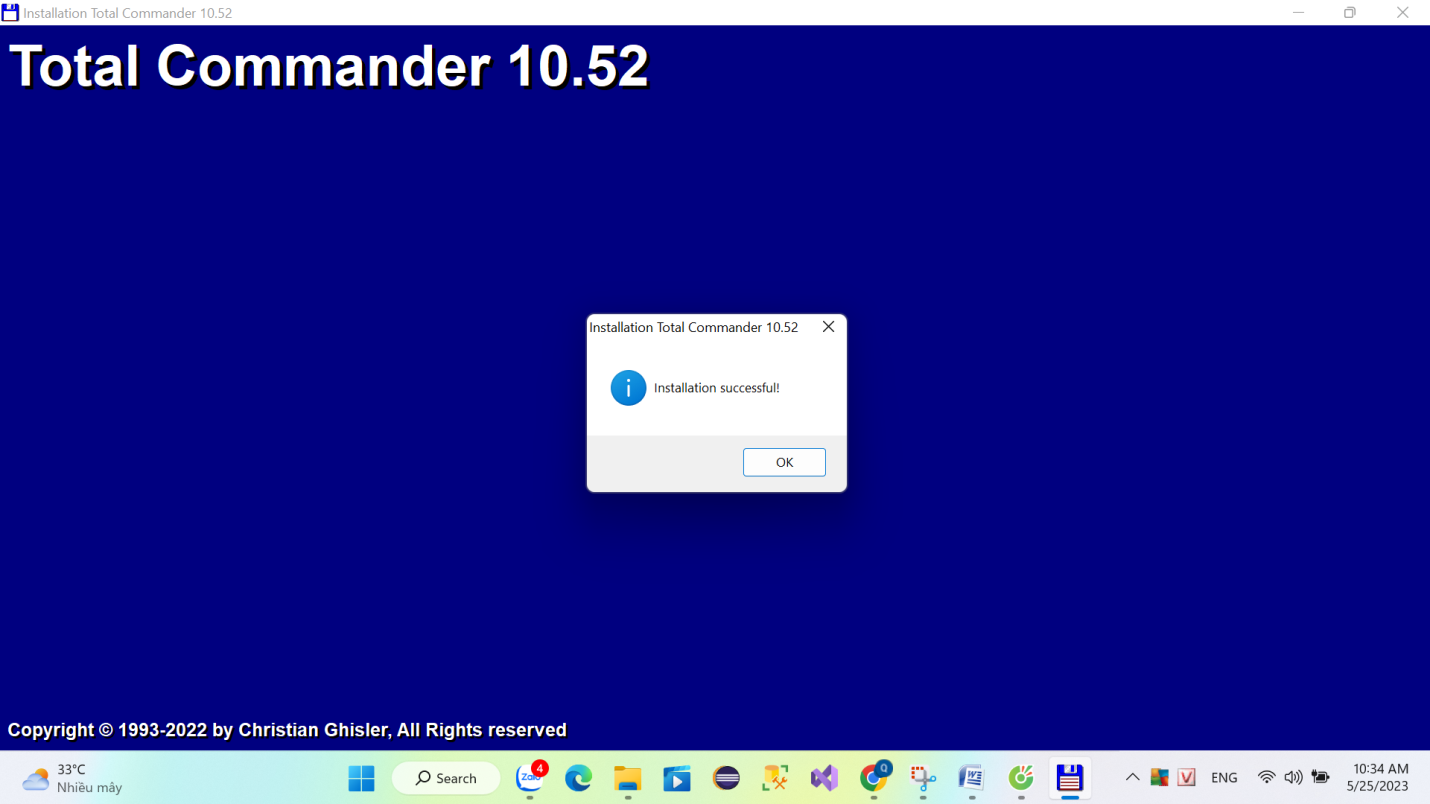 Installation Total Commander 10.52
Total Commander 10.52
Installation Total Commander 10.52
Installation successful!
OK
Copyright © 1993-2022 by Christian Ghisler, All Rights reserved
33°C
Nhiều mây
Search
Zalo
4
Q
V
ENG
10:34 AM
5/25/2023